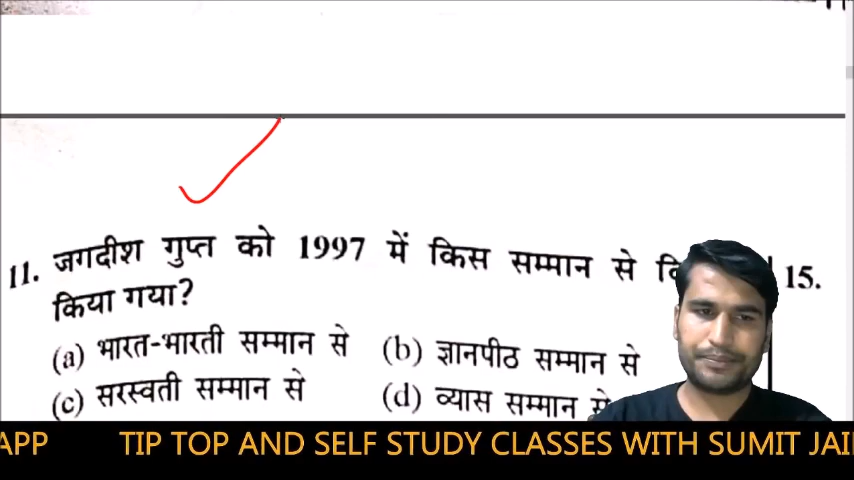 11. जगदीश गुप्त को 1997 में किस सम्मान से
15.
किया गया?
(a) भारत-भारती सम्मान से (b) ज्ञानपीठ सम्मान से
(c) सरस्वती सम्मान से (d) व्यास सम्मान से
APP TIP TOP AND SELF STUDY CLASSES WITH SUMIT JAI